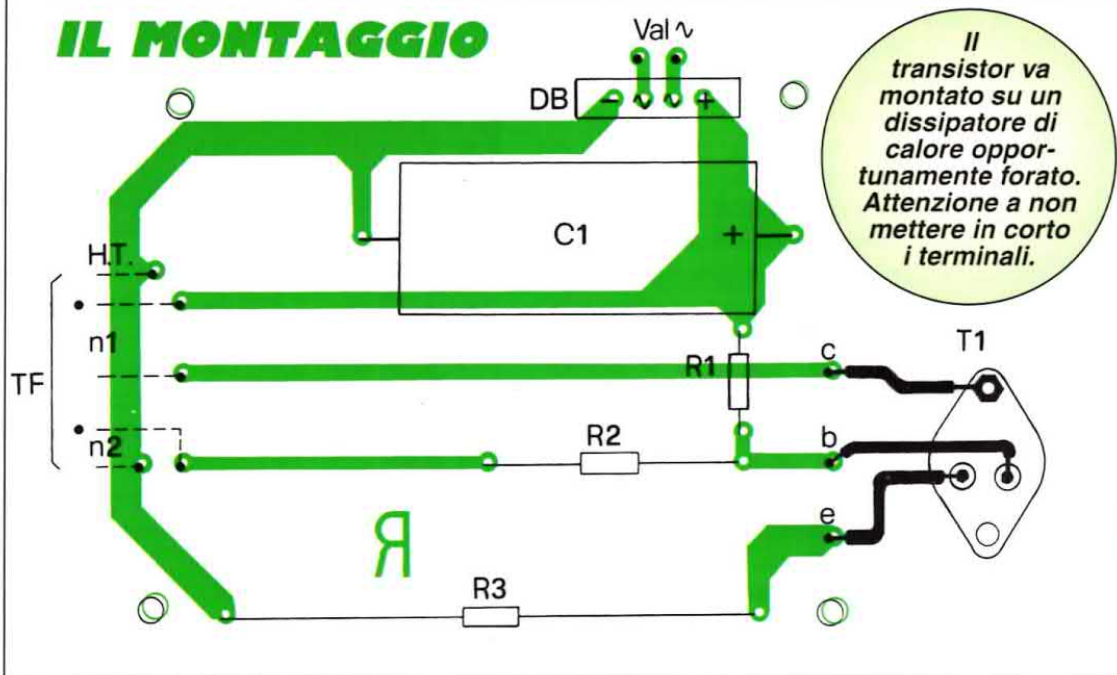 IL MONTAGGIO
Val ~
DB
- ~ ~ +
Il
transistor va
montato su un
dissipatore di
calore oppor-
tunamente forato.
Attenzione a non
mettere in corto
i terminali.
C1
+
H.T.
n1
TF
n2
R1
c
T1
R2
b
e
Я
R3